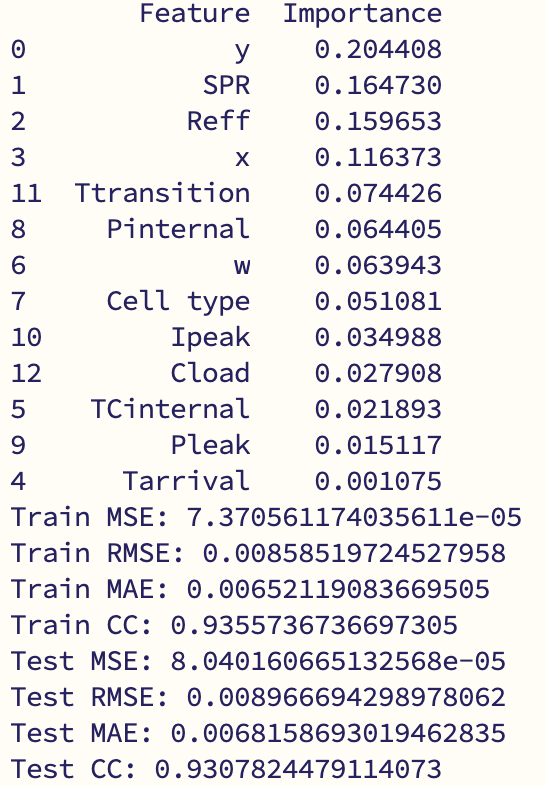 Feature Importance
0 y 0.204408
1 SPR 0.164730
2 Reff 0.159653
3 x 0.116373
11 Ttransition 0.074426
8 Pinternal 0.064405
6 w 0.063943
7 Cell type 0.051081
10 Ipeak 0.034988
12 Cload 0.027908
5 TCinternal 0.021893
9 Pleak 0.015117
4 Tarrival 0.001075
Train MSE: 7.370561174035611e-05
Train RMSE: 0.00858519724527958
Train MAE: 0.00652119083669505
Train CC: 0.9355736736697305
Test MSE: 8.040160665132568e-05
Test RMSE: 0.008966694298978062
Test MAE: 0.0068158693019462835
Test CC: 0.9307824479114073